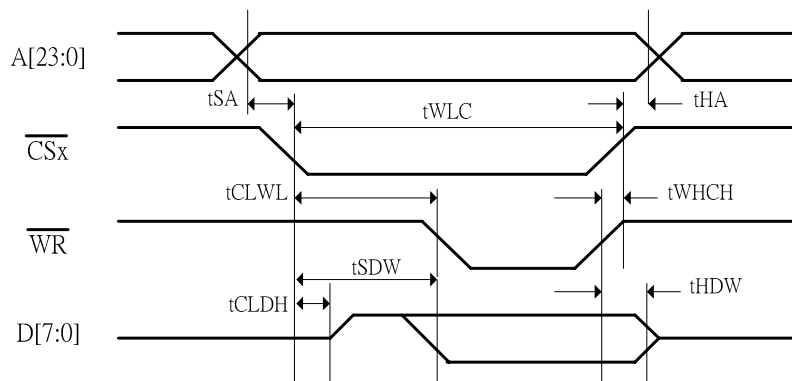 A[23:0]
tSA
tHA
tWLC
CSx
tCLWL
tWHCH
WR
tSDW
tHDW
tCLDH
D[7:0]